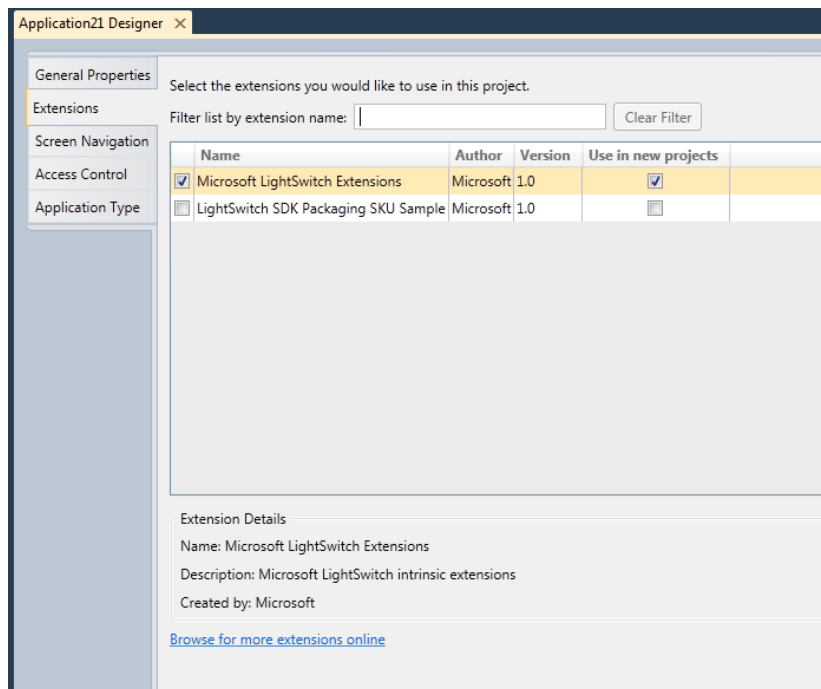 Application21 Designer
General Properties
Extensions
Screen Navigation
Access Control
Application Type
Select the extensions you would like to use in this project.
Filter list by extension name: Clear Filter
Name Author Version Use in new projects
Microsoft LightSwitch Extensions Microsoft 1.0
LightSwitch SDK Packaging SKU Sample Microsoft 1.0
Extension Details
Name: Microsoft LightSwitch Extensions
Description: Microsoft LightSwitch intrinsic extensions
Created by: Microsoft
Browse for more extensions online